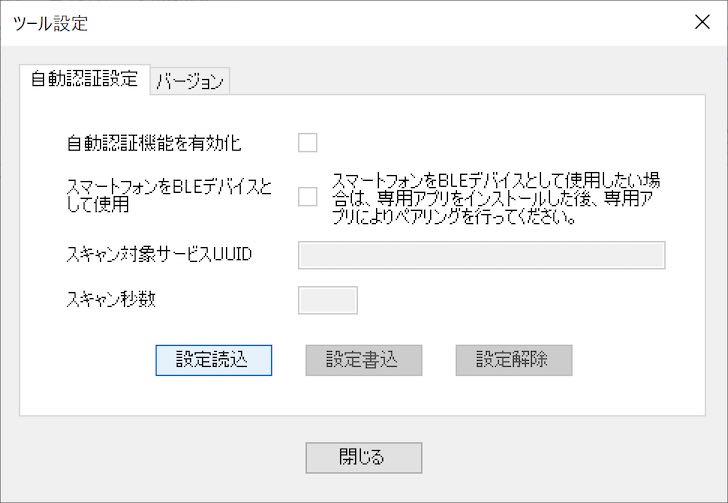 ツール設定
自動認証設定
バージョン
自動認証機能を有効化
スマートフォンをBLEデバイスと
して使用
スマートフォンをBLEデバイスとして使用したい場
合は、専用アプリをインストールした後、専用ア
プリによりペアリングを行ってください。
スキャン対象サービスUUID
スキャン秒数
設定読込
設定書込
設定解除
閉じる